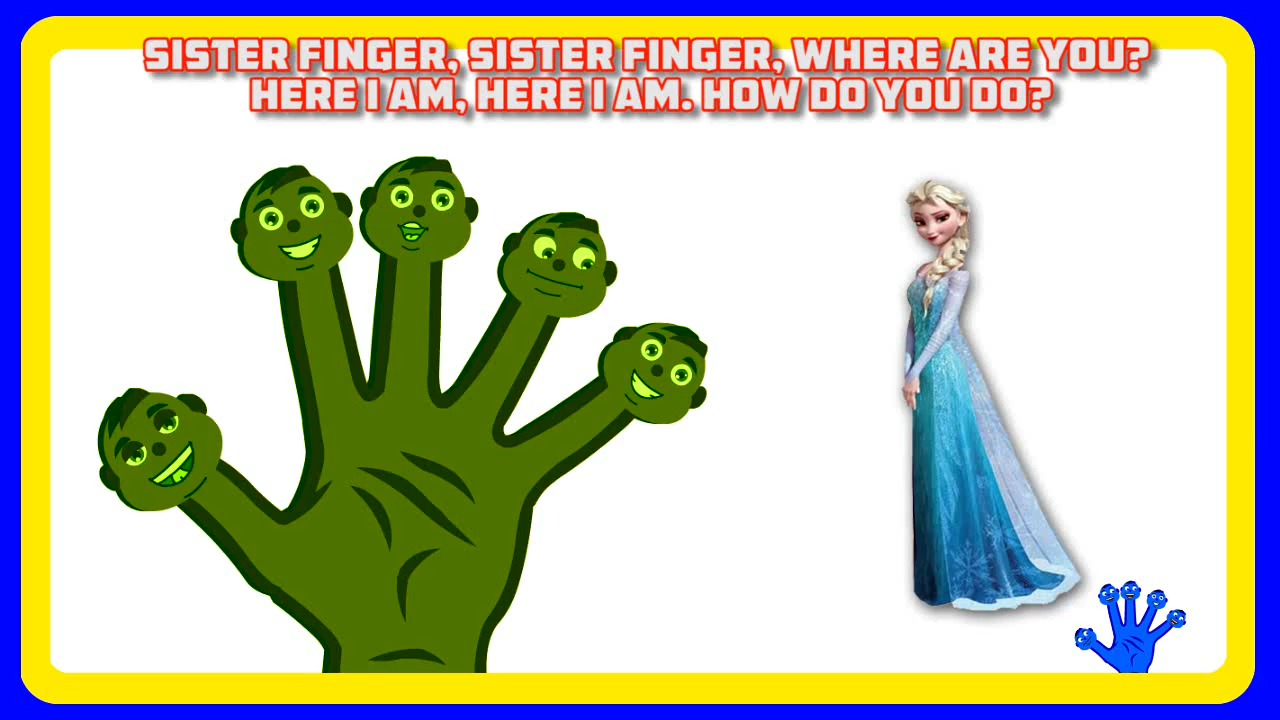 SISTER FINGER, SISTER FINGER, WHERE ARE YOU?
HERE I AM, HERE I AM. HOW DO YOU DO?